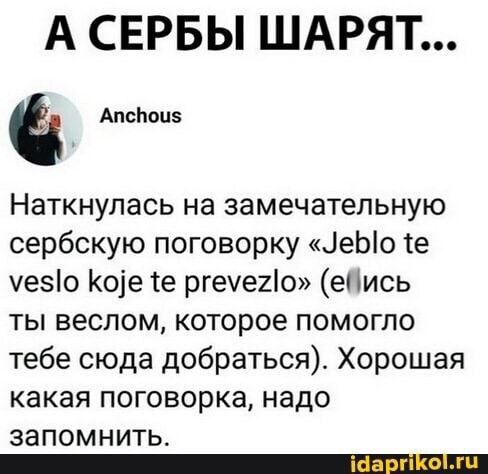 А СЕРБЫ ШАРЯТ...
Anchous
Наткнулась на замечательную
сербскую поговорку «Jeblo te
veslo koje te prevezlo» (е ись
ты веслом, которое помогло
тебе сюда добраться). Хорошая
какая поговорка, надо
запомнить.
idaprikol.ru